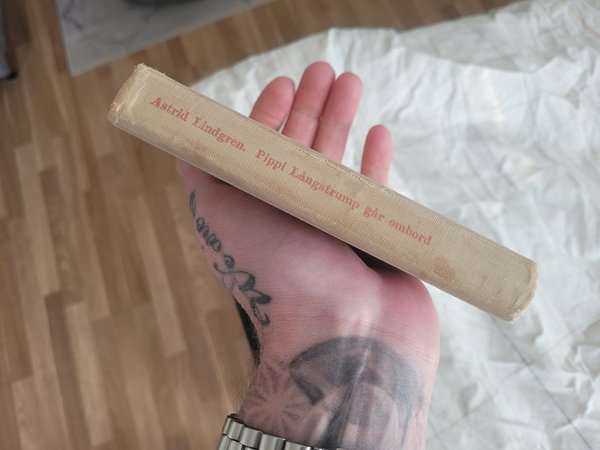 Astrid Lindgren. Pippi Långstrump går ombord